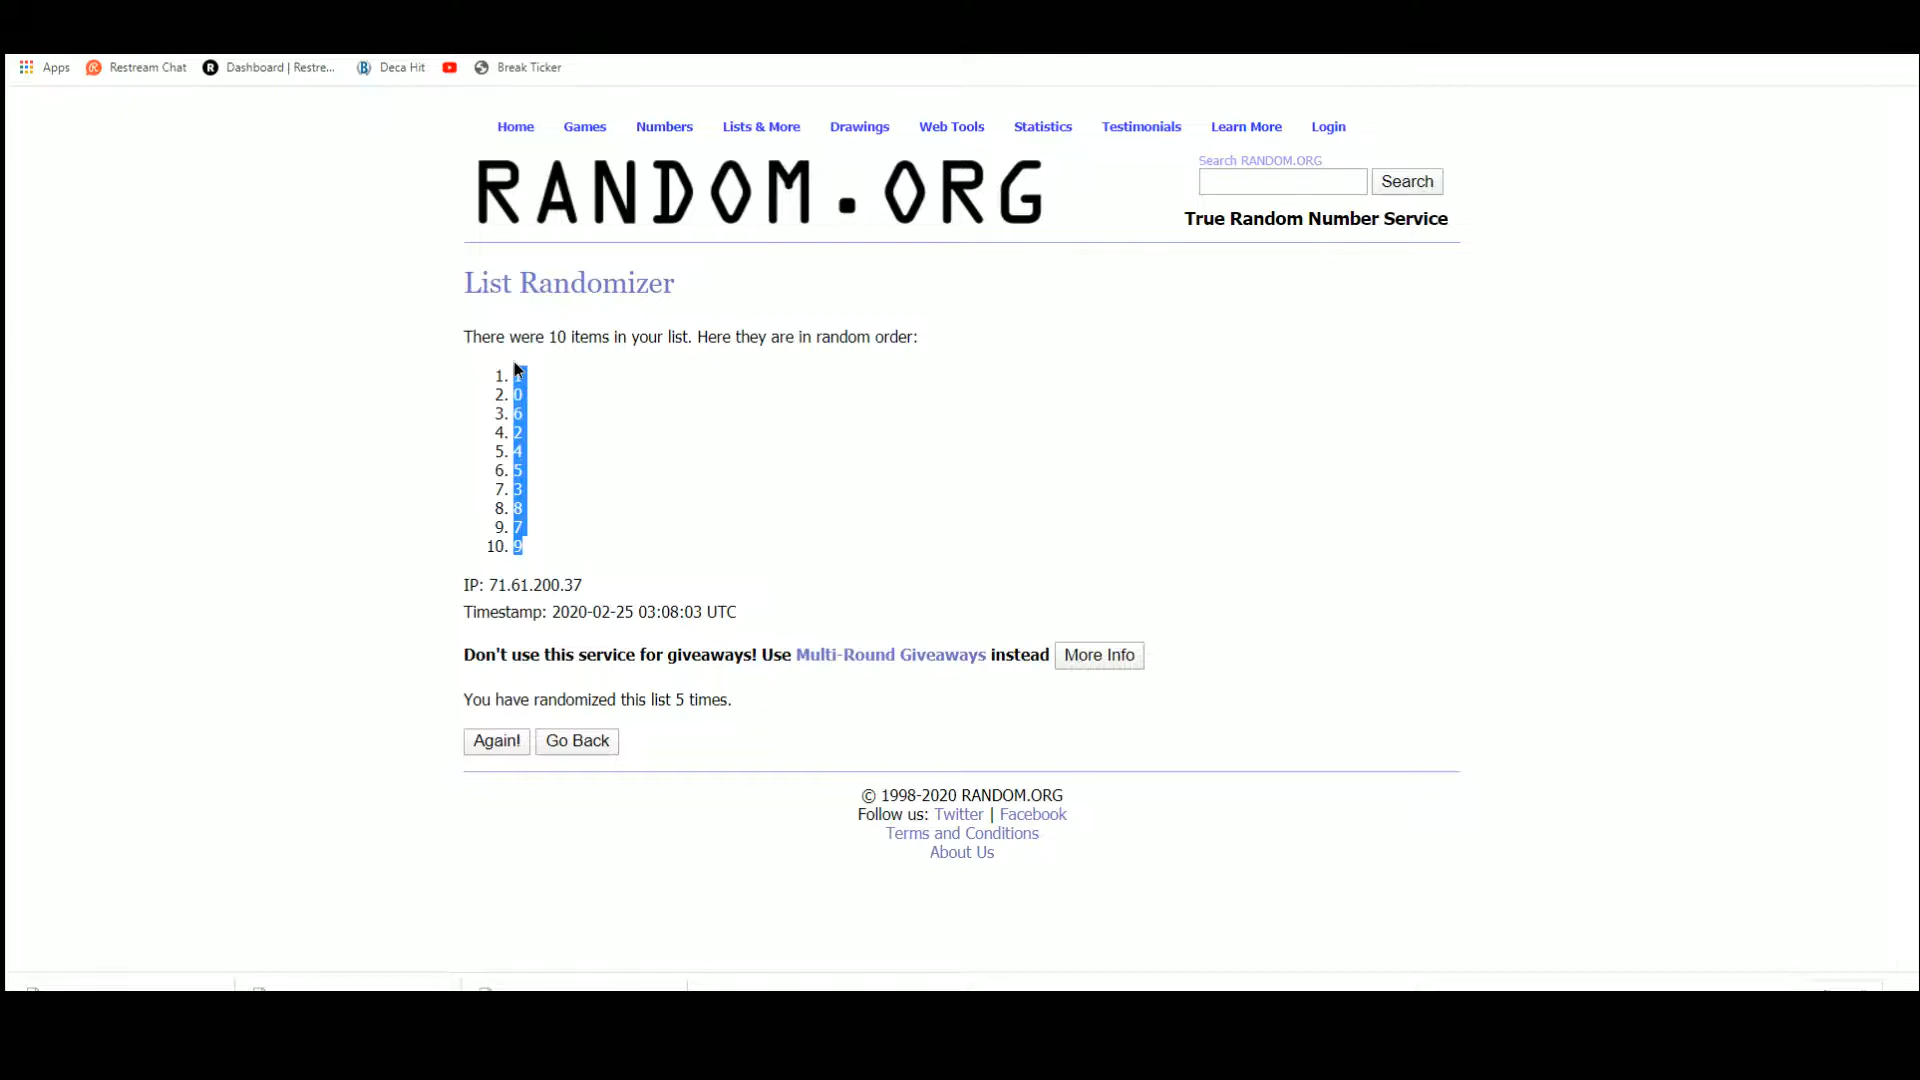 Apps Restream Chat Dashboard | Restre... Deca Hit Break Ticker
Home Games Numbers Lists & More Drawings Web Tools Statistics Testimonials Learn More Login
RANDOM.ORG
Search RANDOM.ORG
Search
True Random Number Service
List Randomizer
There were 10 items in your list. Here they are in random order:
1. 1
2. 0
3. 6
4. 2
5. 4
6. 5
7. 3
8. 8
9. 7
10. 9
IP: 71.61.200.37
Timestamp: 2020-02-25 03:08:03 UTC
Don't use this service for giveaways! Use Multi-Round Giveaways instead More Info
You have randomized this list 5 times.
Again! Go Back
© 1998-2020 RANDOM.ORG
Follow us: Twitter | Facebook
Terms and Conditions
About Us